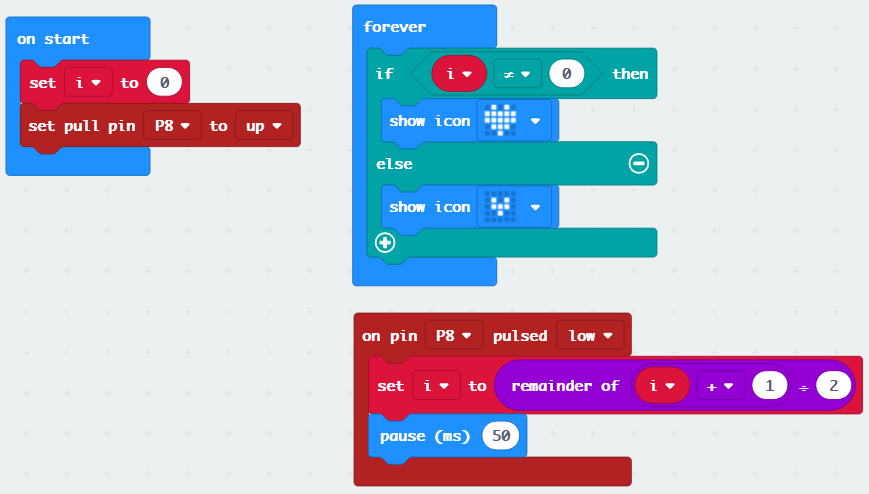 on start
set i to 0
set pull pin P8 to up
forever
if i ≠ 0 then
show icon
else
show icon
on pin P8 pulsed low
set i to remainder of i + 1 ÷ 2
pause (ms) 50